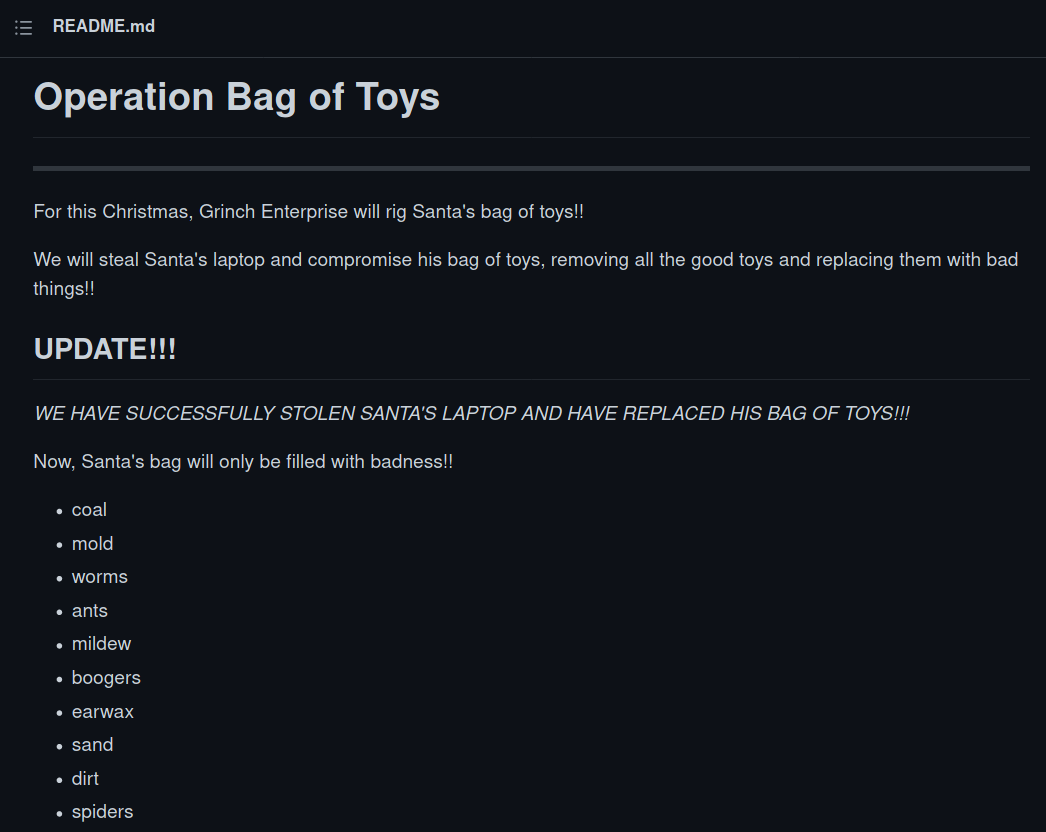 README.md
Operation Bag of Toys
For this Christmas, Grinch Enterprise will rig Santa's bag of toys!!
We will steal Santa's laptop and compromise his bag of toys, removing all the good toys and replacing them with bad
things!!
UPDATE!!!
WE HAVE SUCCESSFULLY STOLEN SANTA'S LAPTOP AND HAVE REPLACED HIS BAG OF TOYS!!!
Now, Santa's bag will only be filled with badness!!
• coal
• mold
• worms
• ants
• mildew
• boogers
• earwax
• sand
• dirt
• spiders